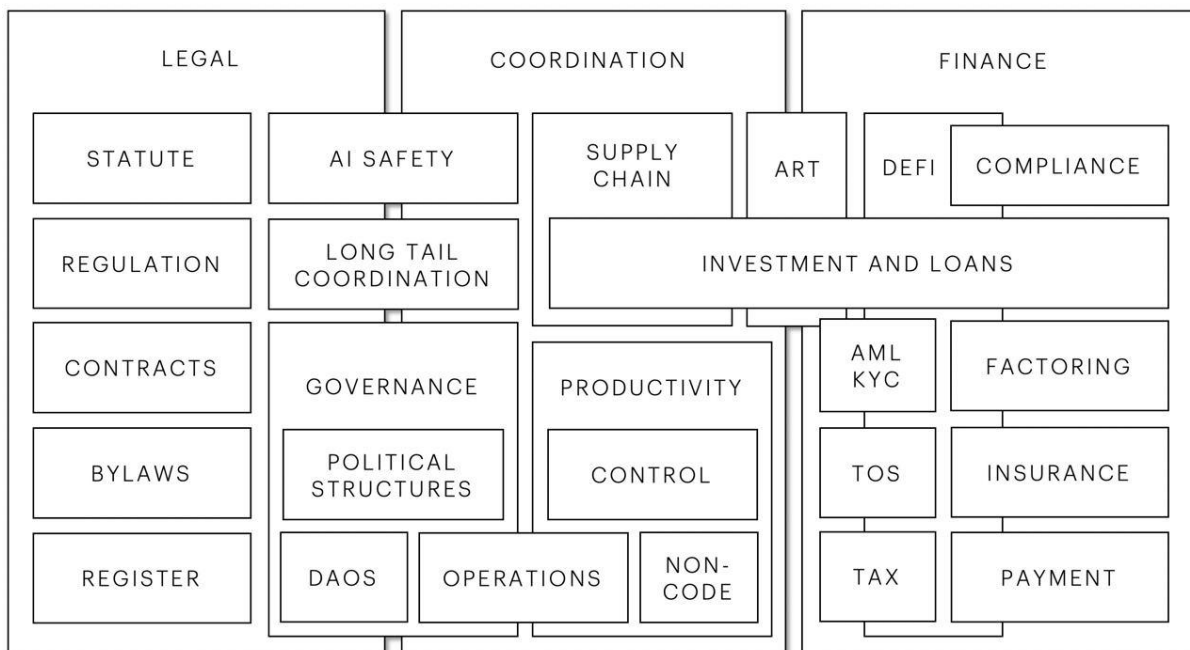 LEGAL
COORDINATION
FINANCE
STATUTE
AI SAFETY
SUPPLY
CHAIN
ART
DEFI
COMPLIANCE
REGULATION
LONG TAIL
COORDINATION
INVESTMENT AND LOANS
CONTRACTS
GOVERNANCE
PRODUCTIVITY
AML
KYC
FACTORING
BYLAWS
POLITICAL
STRUCTURES
CONTROL
TOS
INSURANCE
REGISTER
DAOS
OPERATIONS
NON-
CODE
TAX
PAYMENT